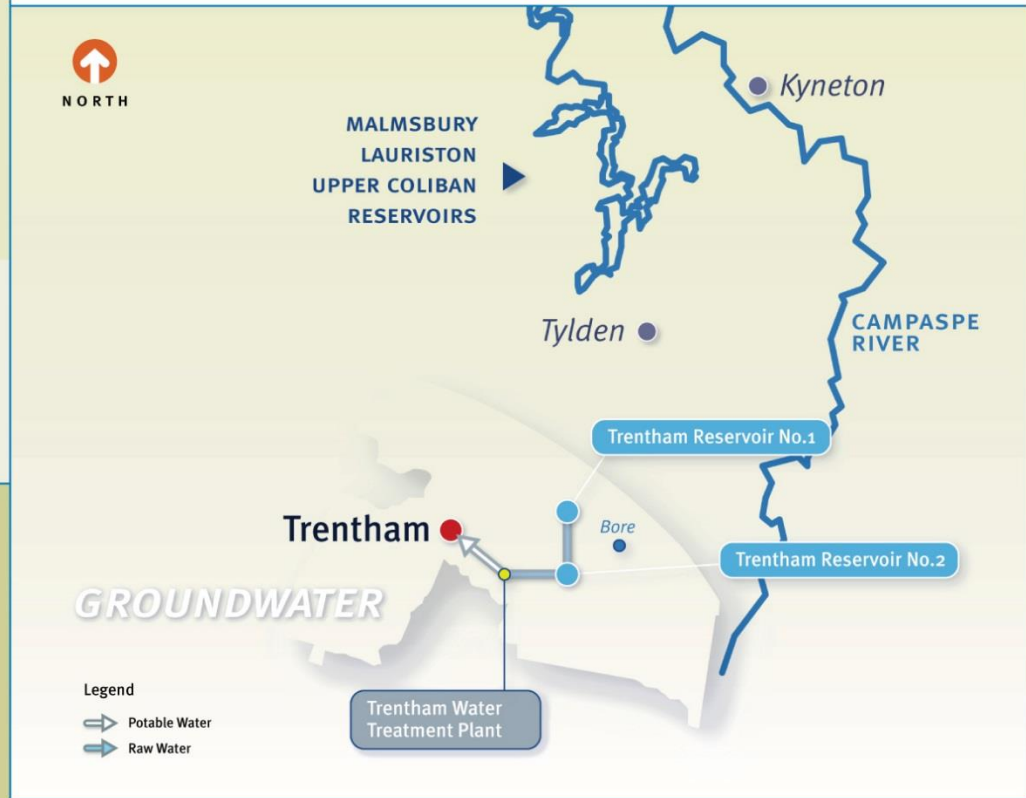 NORTH
Kyneton
MALMSBURY
LAURISTON
UPPER COLIBAN
RESERVOIRS
Tylden
CAMPASPE
RIVER
Trentham Reservoir No.1
Trentham
Bore
Trentham Reservoir No.2
GROUNDWATER
Legend
Potable Water
Raw Water
Trentham Water
Treatment Plant